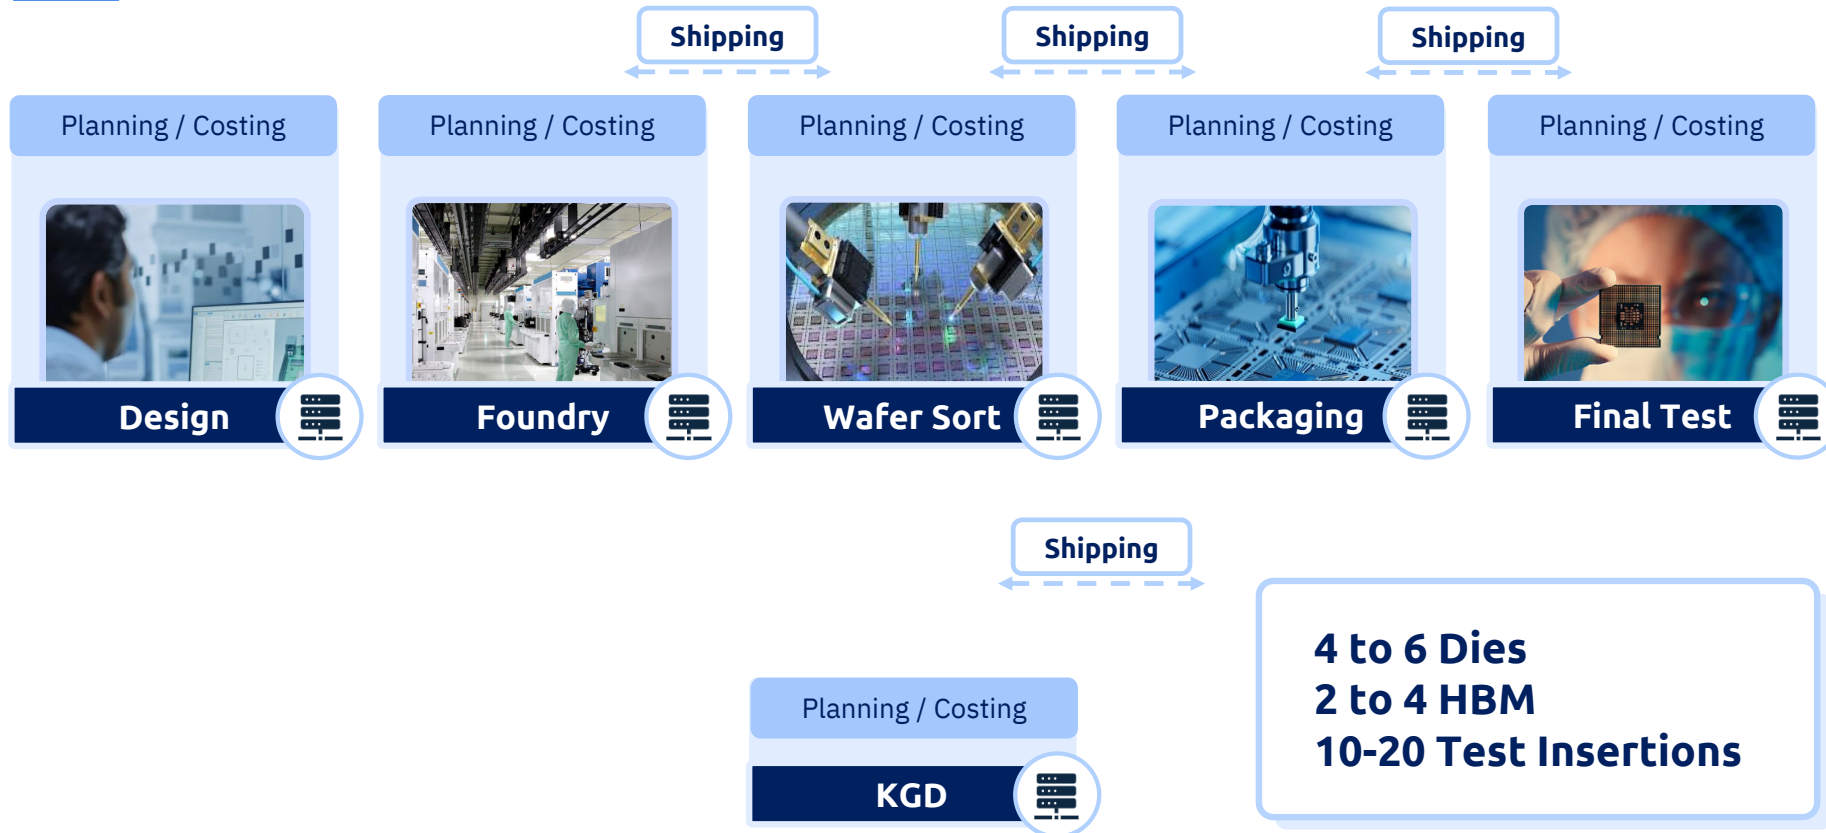 Shipping
Shipping
Shipping
Planning / Costing
Planning / Costing
Planning / Costing
Planning / Costing
Planning / Costing
Design
Foundry
Wafer Sort
Packaging
Final Test
Shipping
4 to 6 Dies
2 to 4 HBM
10-20 Test Insertions
Planning / Costing
KGD